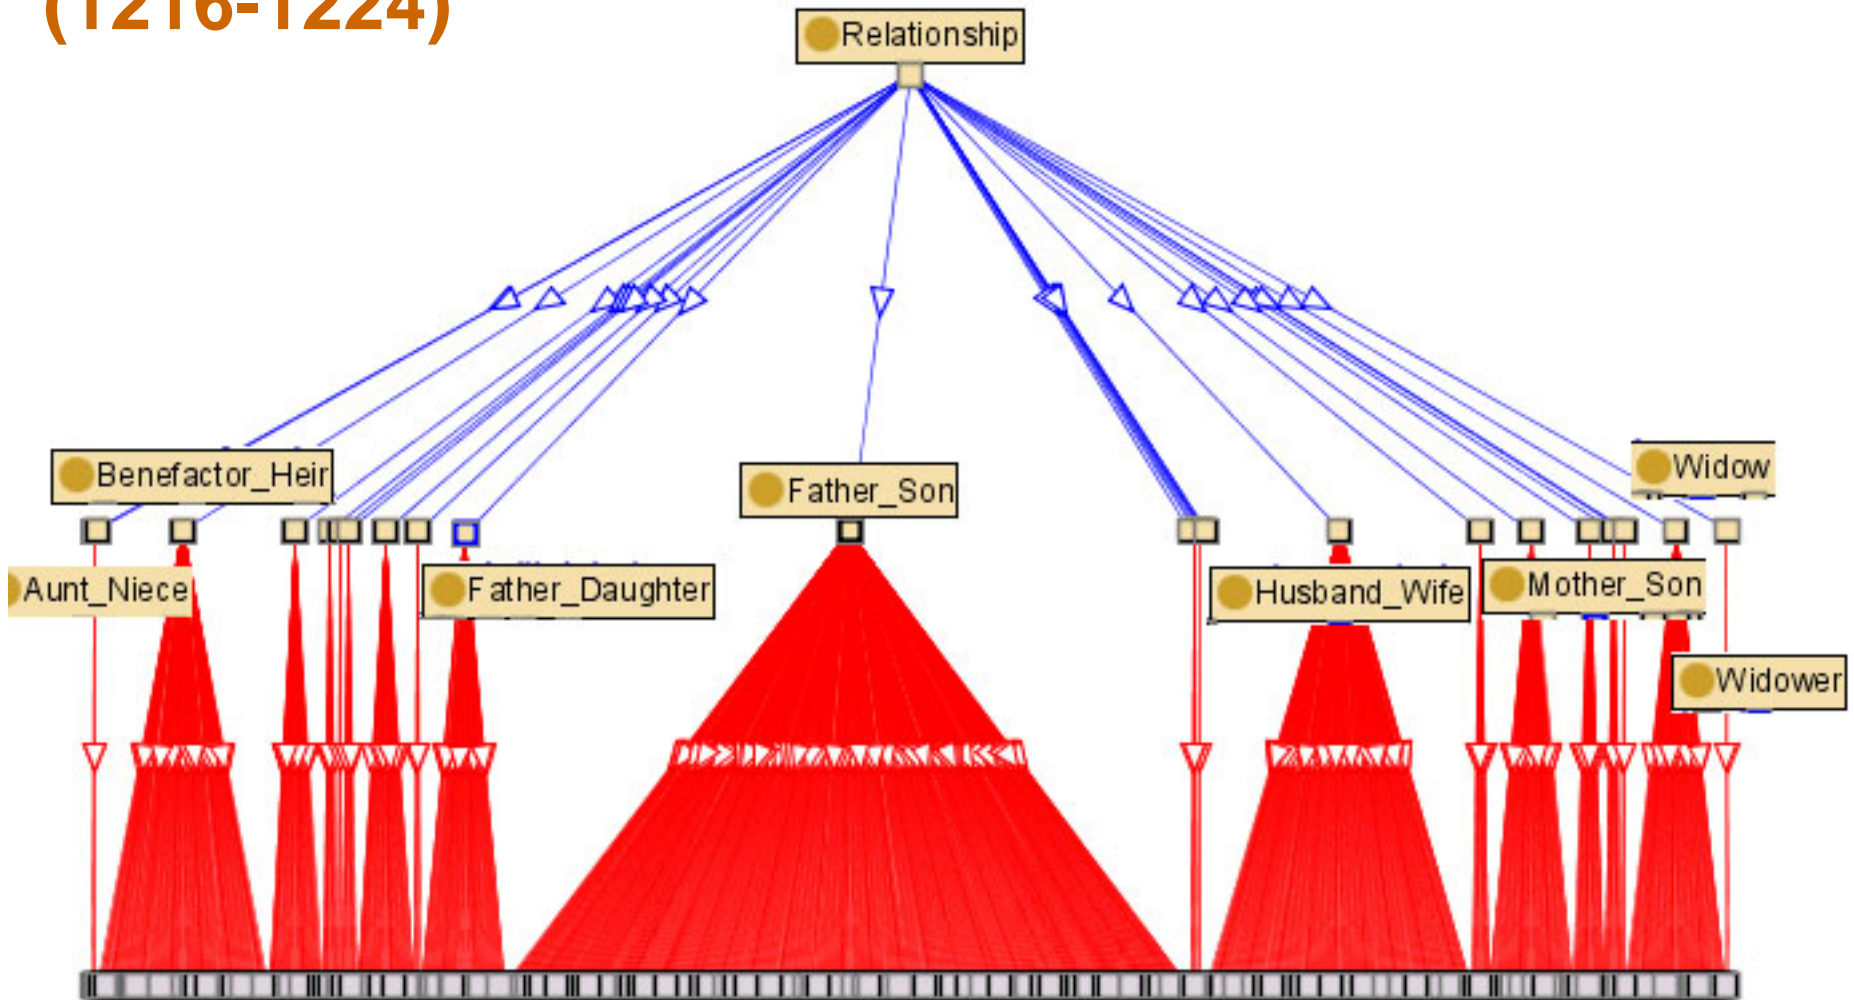 (1216-1224)
Relationship
Benefactor_Heir
Father_Son
Widow
Aunt_Niece
Father_Daughter
Husband_Wife
Mother_Son
Widower